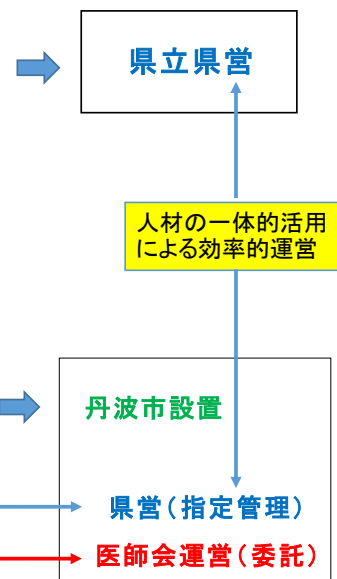 県立県営
人材の一体的活用
による効率的運営
丹波市設置
県営(指定管理)
医師会運営(委託)